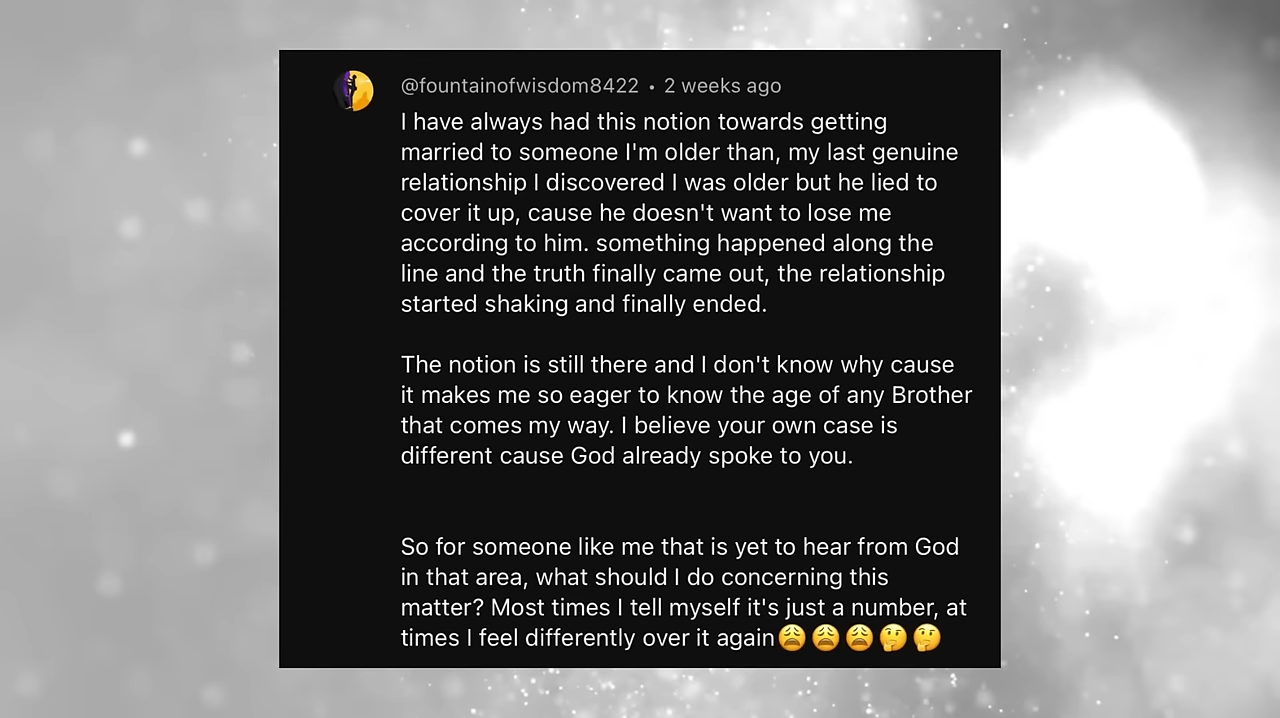 @fountainofwisdom8422 • 2 weeks ago
I have always had this notion towards getting
married to someone I'm older than, my last genuine
relationship I discovered I was older but he lied to
cover it up, cause he doesn't want to lose me
according to him. something happened along the
line and the truth finally came out, the relationship
started shaking and finally ended.
The notion is still there and I don't know why cause
it makes me so eager to know the age of any Brother
that comes my way. I believe your own case is
different cause God already spoke to you.
So for someone like me that is yet to hear from God
in that area, what should I do concerning this
matter? Most times I tell myself it's just a number, at
times I feel differently over it again😩😩😩🤔🤔